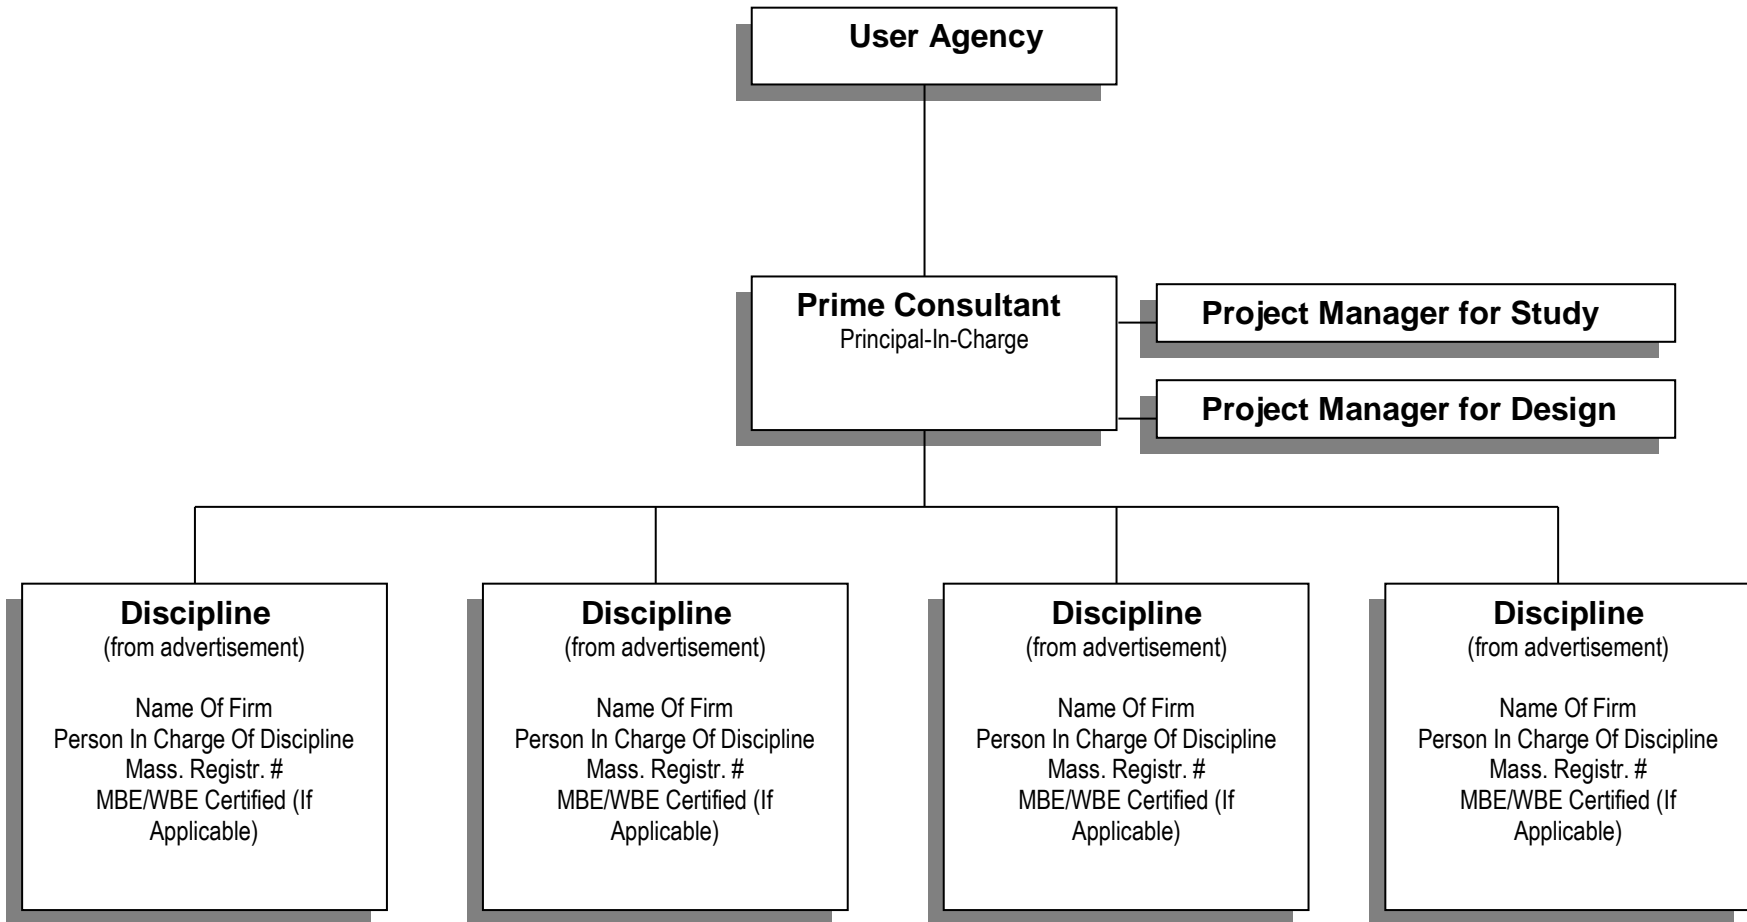 User Agency
Prime Consultant
Principal-In-Charge
Project Manager for Study
Project Manager for Design
Discipline
(from advertisement)
Name Of Firm
Person In Charge Of Discipline
Mass. Registr. #
MBE/WBE Certified (If
Applicable)
Discipline
(from advertisement)
Name Of Firm
Person In Charge Of Discipline
Mass. Registr. #
MBE/WBE Certified (If
Applicable)
Discipline
(from advertisement)
Name Of Firm
Person In Charge Of Discipline
Mass. Registr. #
MBE/WBE Certified (If
Applicable)
Discipline
(from advertisement)
Name Of Firm
Person In Charge Of Discipline
Mass. Registr. #
MBE/WBE Certified (If
Applicable)